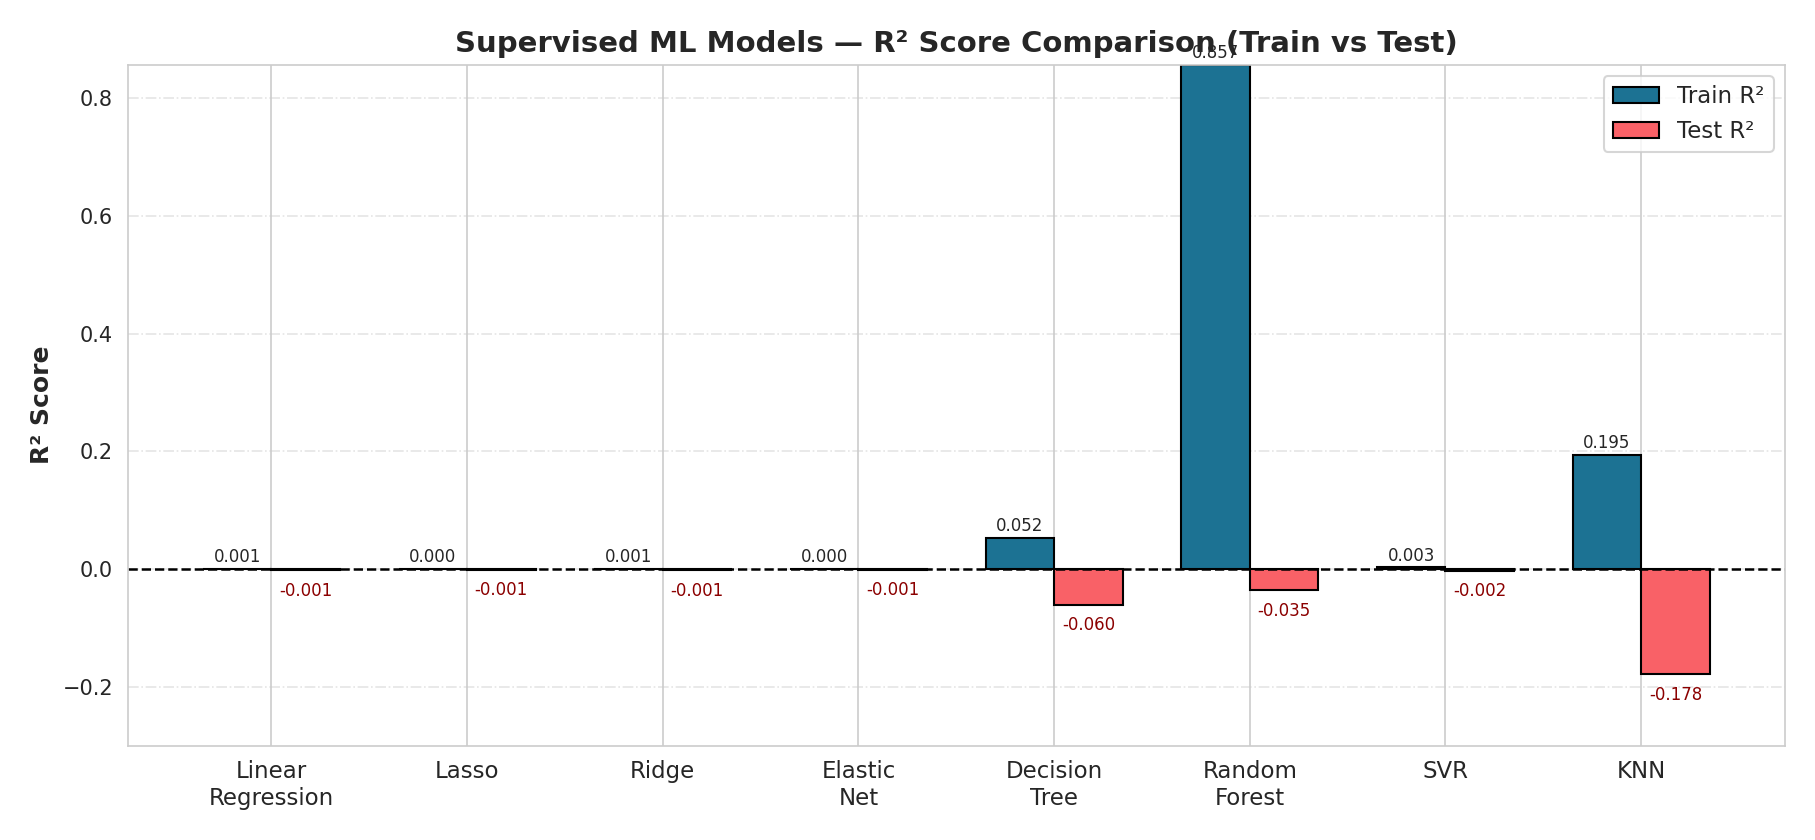 Supervised ML Models — R² Score Comparison (Train vs Test)
0.857
Train R²
Test R²
R² Score
0.8
0.6
0.4
0.2
0.0
−0.2
0.001
-0.001
0.000
-0.001
0.001
-0.001
0.000
-0.001
0.052
-0.060
-0.035
0.003
-0.002
0.195
-0.178
Linear
Regression
Lasso
Ridge
Elastic
Net
Decision
Tree
Random
Forest
SVR
KNN